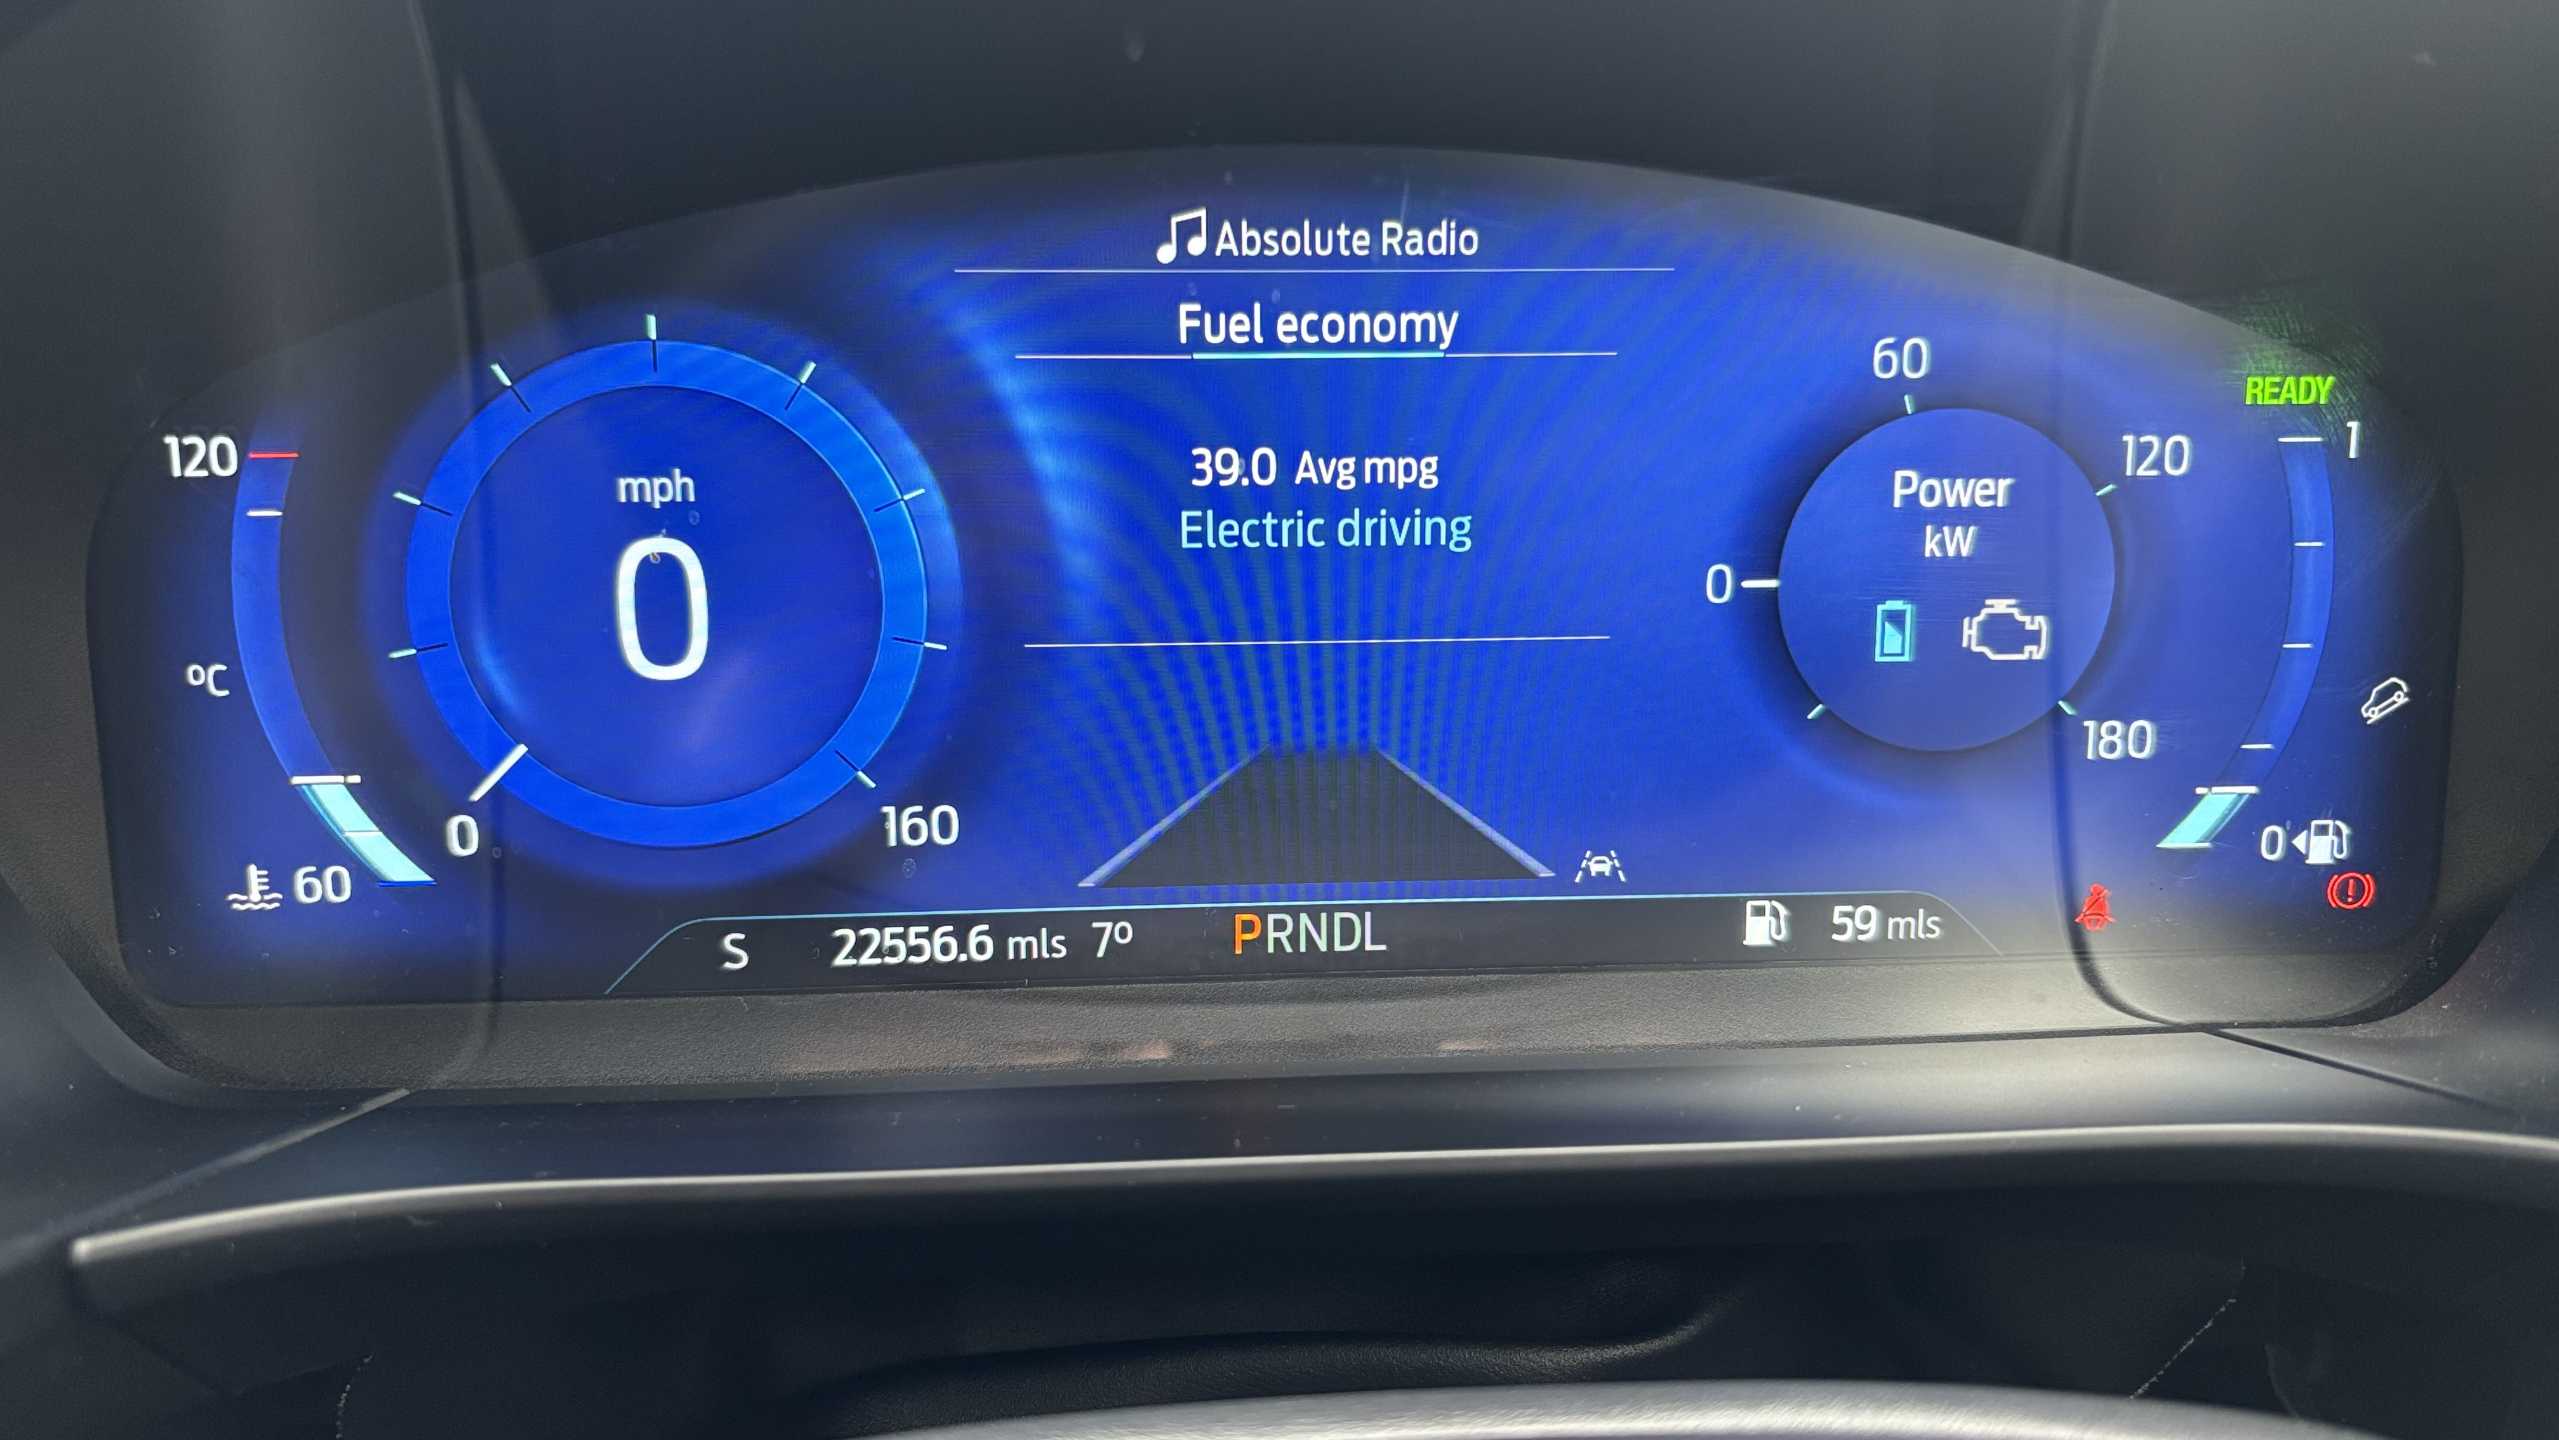 Absolute Radio
Fuel economy
60
READY
120
mph
0
39.0 Avg mpg
Electric driving
Power
kW
120
1
0
180
°C
0
160
60
0
S
22556.6 mls
7°
PRNDL
59 mls